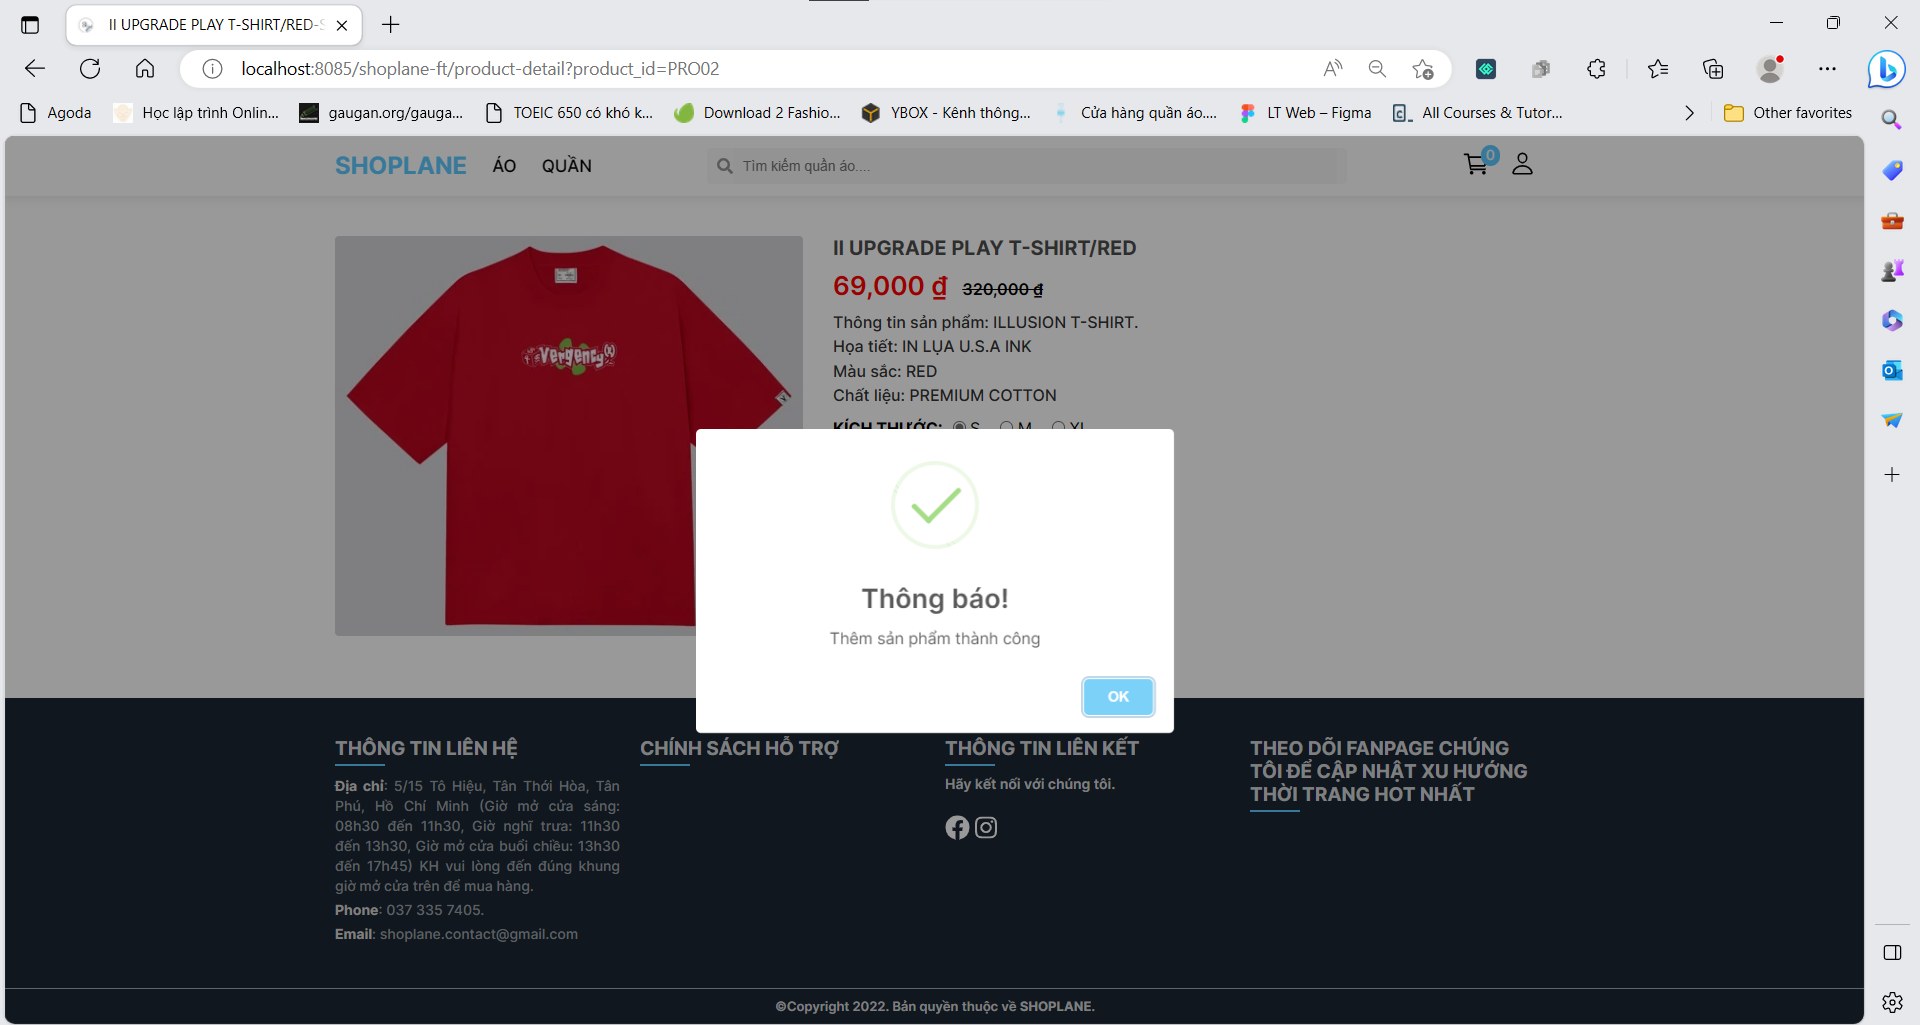 II UPGRADE PLAY T-SHIRT/RED-S
localhost:8085/shoplane-ft/product-detail?product_id=PRO02
Agoda
Học lập trình Onlin...
gaugan.org/gauga...
TOEIC 650 có khó k...
Download 2 Fashio...
YBOX - Kênh thông...
Cửa hàng quần áo....
LT Web – Figma
All Courses & Tutor...
Other favorites
SHOPLANE
ÁO
QUẦN
Tìm kiếm quần áo....
0
II UPGRADE PLAY T-SHIRT/RED
69,000 ₫ 320,000 ₫
Thông tin sản phẩm: ILLUSION T-SHIRT.
Họa tiết: IN LỤA U.S.A INK
Màu sắc: RED
Chất liệu: PREMIUM COTTON
KÍCH THƯỚC: S M XL
Vergency
Thông báo!
Thêm sản phẩm thành công
OK
THÔNG TIN LIÊN HỆ
Địa chỉ: 5/15 Tô Hiệu, Tân Thới Hòa, Tân
Phú, Hồ Chí Minh (Giờ mở cửa sáng:
08h30 đến 11h30, Giờ nghĩ trưa: 11h30
đến 13h30, Giờ mở cửa buổi chiều: 13h30
đến 17h45) KH vui lòng đến đúng khung
giờ mở cửa trên để mua hàng.
Phone: 037 335 7405.
Email: shoplane.contact@gmail.com
CHÍNH SÁCH HỖ TRỢ
THÔNG TIN LIÊN KẾT
Hãy kết nối với chúng tôi.
THEO DÕI FANPAGE CHÚNG
TÔI ĐỂ CẬP NHẬT XU HƯỚNG
THỜI TRANG HOT NHẤT
©Copyright 2022. Bản quyền thuộc về SHOPLANE.